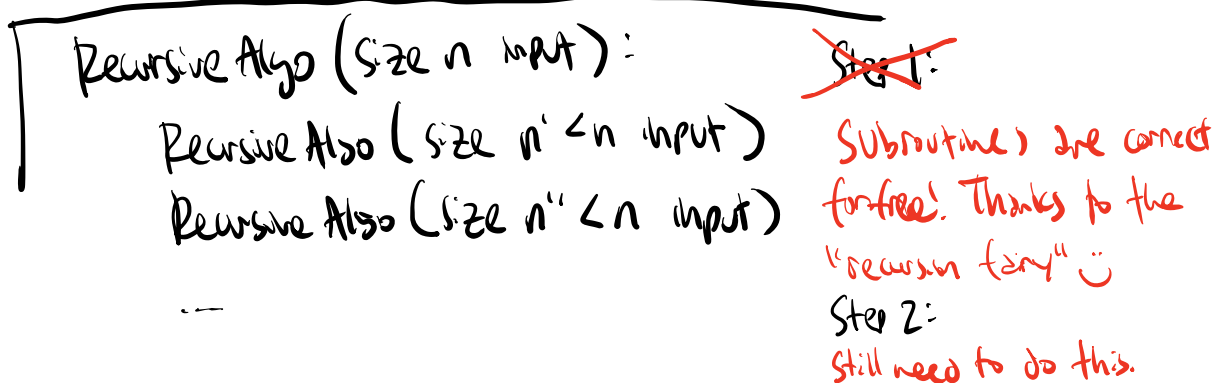 Recursive Algo (size n input):
Recursive Algo (size n' < n input)
Recursive Algo (size n'' < n input)
...
Step 1:
Subroutines are correct
for free! Thanks to the
"recursion fairy" :)
Step 2:
Still need to do this.